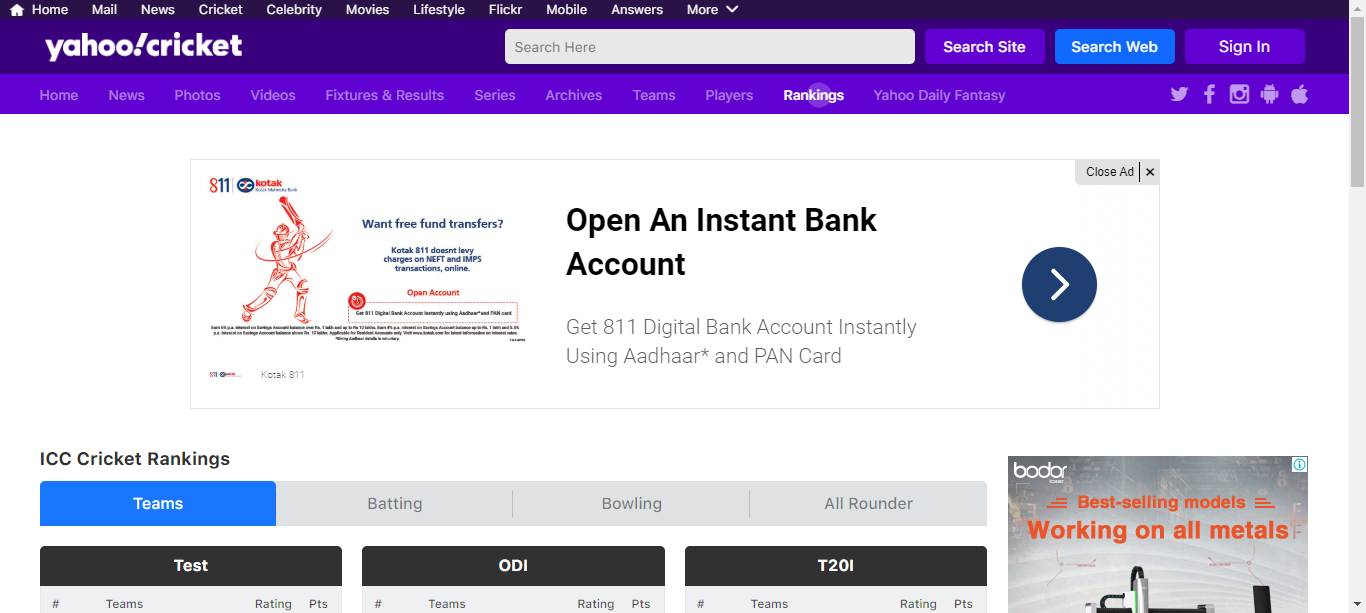 Home Mail News Cricket Celebrity Movies Lifestyle Flickr Mobile Answers More
yahoo!cricket Search Here Search Site Search Web Sign In
Home News Photos Videos Fixtures & Results Series Archives Teams Players Rankings Yahoo Daily Fantasy
Close Ad ×
811 kotak
Kotak Mahindra Bank
Want free fund transfers?
Kotak 811 doesnt levy
charges on NEFT and IMPS
transactions, online.
Open Account
Get 811 Digital Bank Account Instantly using Aadhaar* and PAN card
Open An Instant Bank
Account
Get 811 Digital Bank Account Instantly
Using Aadhaar* and PAN Card
Kotak 811
ICC Cricket Rankings
Teams Batting Bowling All Rounder
bodor
laser
Best-selling models
Working on all metals
Test ODI T20I
# Teams Rating Pts # Teams Rating Pts # Teams Rating Pts